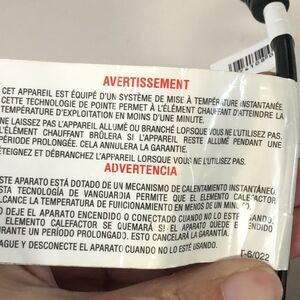 AVERTISSEMENT
CET APPAREIL EST ÉQUIPÉ D'UN SYSTÈME DE MISE À TEMPÉRATURE INSTANTANÉE.
CETTE TECHNOLOGIE DE POINTE PERMET À L'ÉLÉMENT CHAUFFANT D'ATTEINDRE LA
TEMPÉRATURE D'EXPLOITATION EN MOINS D'UNE MINUTE.
NE LAISSEZ PAS L'APPAREIL ALLUMÉ OU BRANCHÉ LORSQUE VOUS NE L'UTILISEZ PAS.
L'ÉLÉMENT CHAUFFANT BRÛLERA SI L'APPAREIL RESTE ALLUMÉ PENDANT UNE
PÉRIODE PROLONGÉE. CELA ANNULERA LA GARANTIE.
ÉTEIGNEZ ET DÉBRANCHEZ L'APPAREIL LORSQUE VOUS NE L'UTILISEZ PAS.
ADVERTENCIA
ESTE APARATO ESTÁ DOTADO DE UN MECANISMO DE CALENTAMIENTO INSTANTÁNEO.
ESTA TECNOLOGÍA DE VANGUARDIA PERMITE QUE EL ELEMENTO CALEFACTOR
ALCANCE LA TEMPERATURA DE FUNCIONAMIENTO EN MENOS DE UN MINUTO.
NO DEJE EL APARATO ENCENDIDO O CONECTADO CUANDO NO LO ESTÉ USANDO.
EL ELEMENTO CALEFACTOR SE QUEMARÁ SI EL APARATO QUEDA ENCENDIDO
DURANTE UN PERÍODO PROLONGADO. ESTO CANCELARÁ LA GARANTÍA.
APAGUE Y DESCONECTE EL APARATO CUANDO NO LO ESTÉ USANDO.
T-6/022